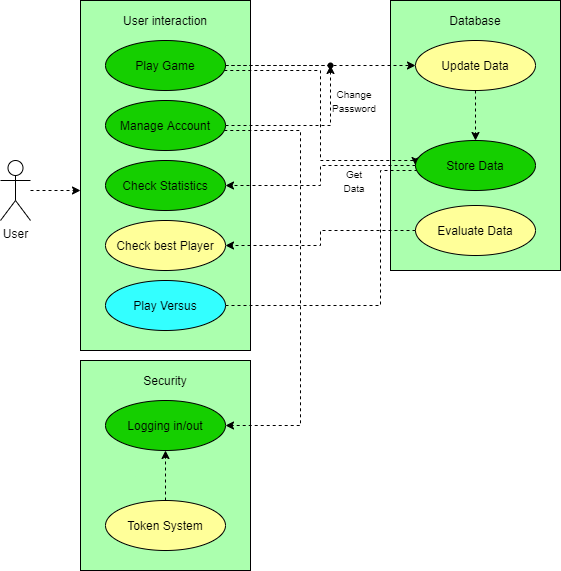 User interaction
Database
Play Game
Update Data
Change
Password
Manage Account
Store Data
Get
Data
Check Statistics
User
Check best Player
Evaluate Data
Play Versus
Security
Logging in/out
Token System